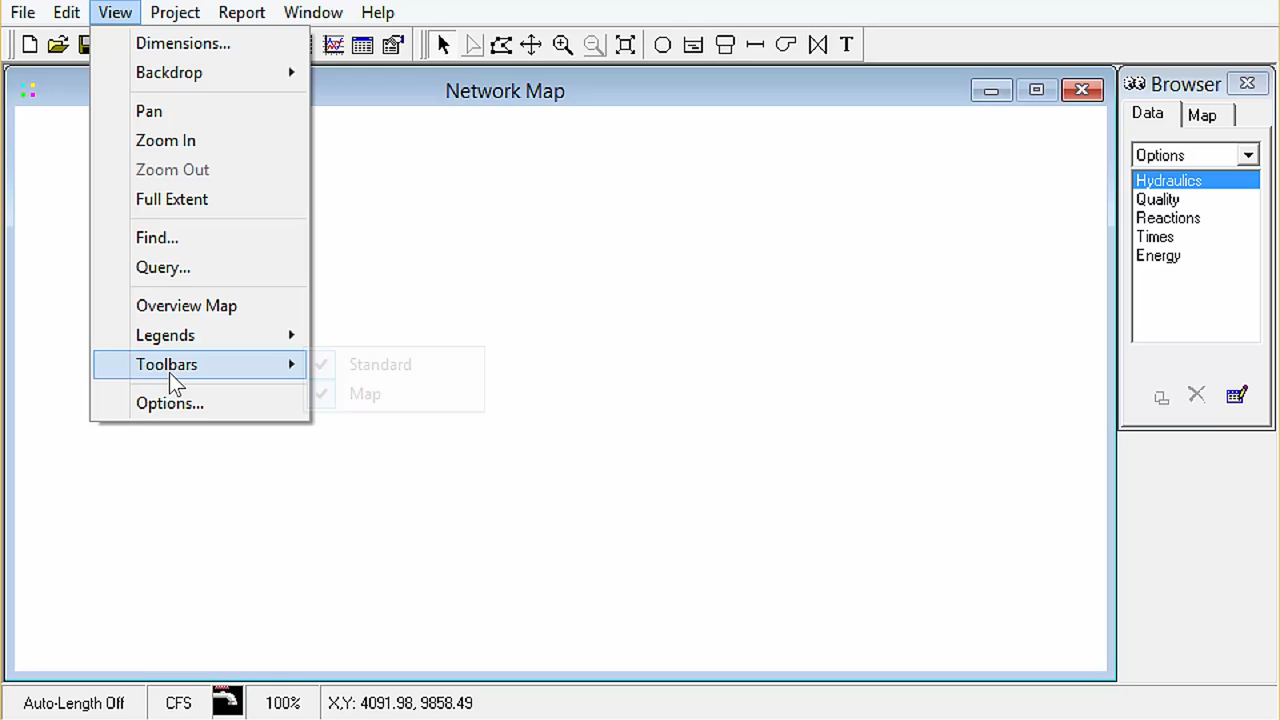 File Edit View Project Report Window Help
T
Network Map
Browser
Data Map
Options
Hydraulics
Quality
Reactions
Times
Energy
Dimensions...
Backdrop
Pan
Zoom In
Zoom Out
Full Extent
Find...
Query...
Overview Map
Legends
Toolbars
Options...
Standard
Map
Auto-Length Off CFS 100% X,Y: 4091.98, 9858.49